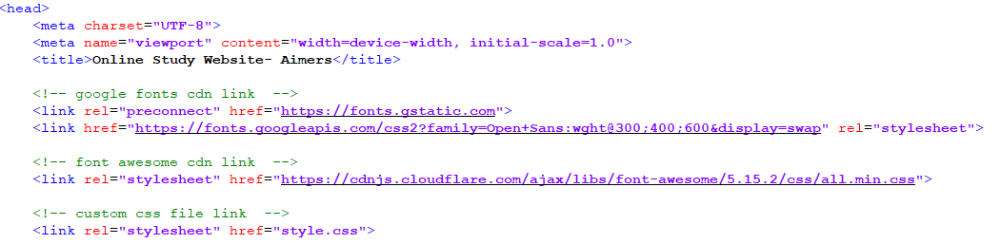 <head>
<meta charset="UTF-8">
<meta name="viewport" content="width=device-width, initial-scale=1.0">
<title>Online Study Website- Aimers</title>
<!-- google fonts cdn link  -->
<link rel="preconnect" href="https://fonts.gstatic.com">
<link href="https://fonts.googleapis.com/css2?family=Open+Sans:wght@300;400;600&display=swap" rel="stylesheet">
<!-- font awesome cdn link  -->
<link rel="stylesheet" href="https://cdnjs.cloudflare.com/ajax/libs/font-awesome/5.15.2/css/all.min.css">
<!-- custom css file link  -->
<link rel="stylesheet" href="style.css">